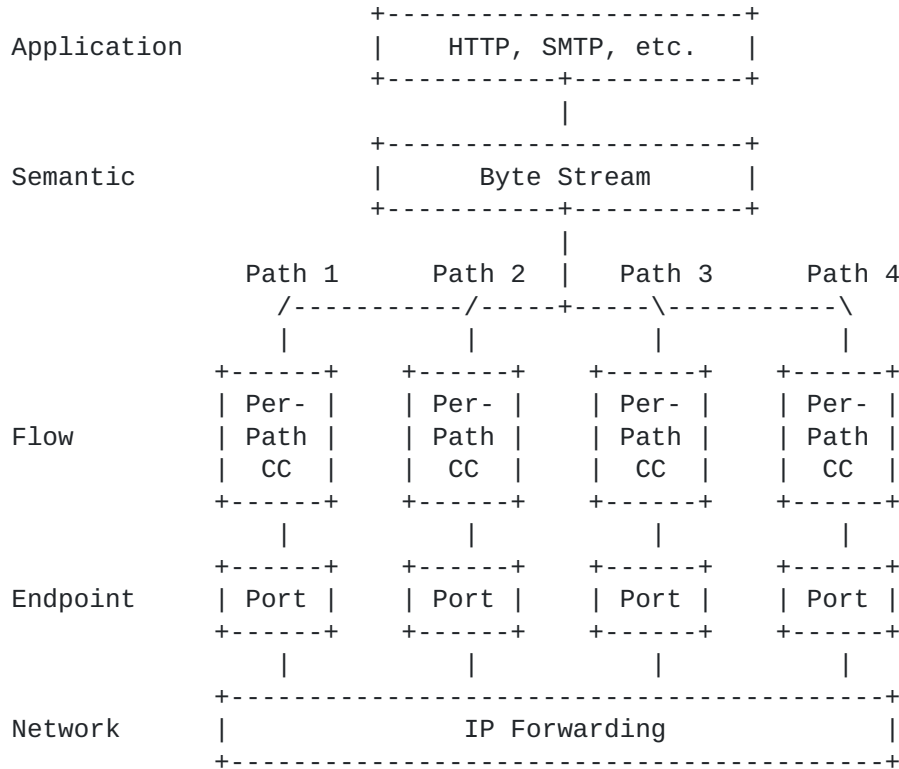 Application HTTP, SMTP, etc.
Semantic Byte Stream
Path 1 Path 2 Path 3 Path 4
Per- Per- Per- Per-
Flow Path Path Path Path
CC CC CC CC
Endpoint Port Port Port Port
Network IP Forwarding